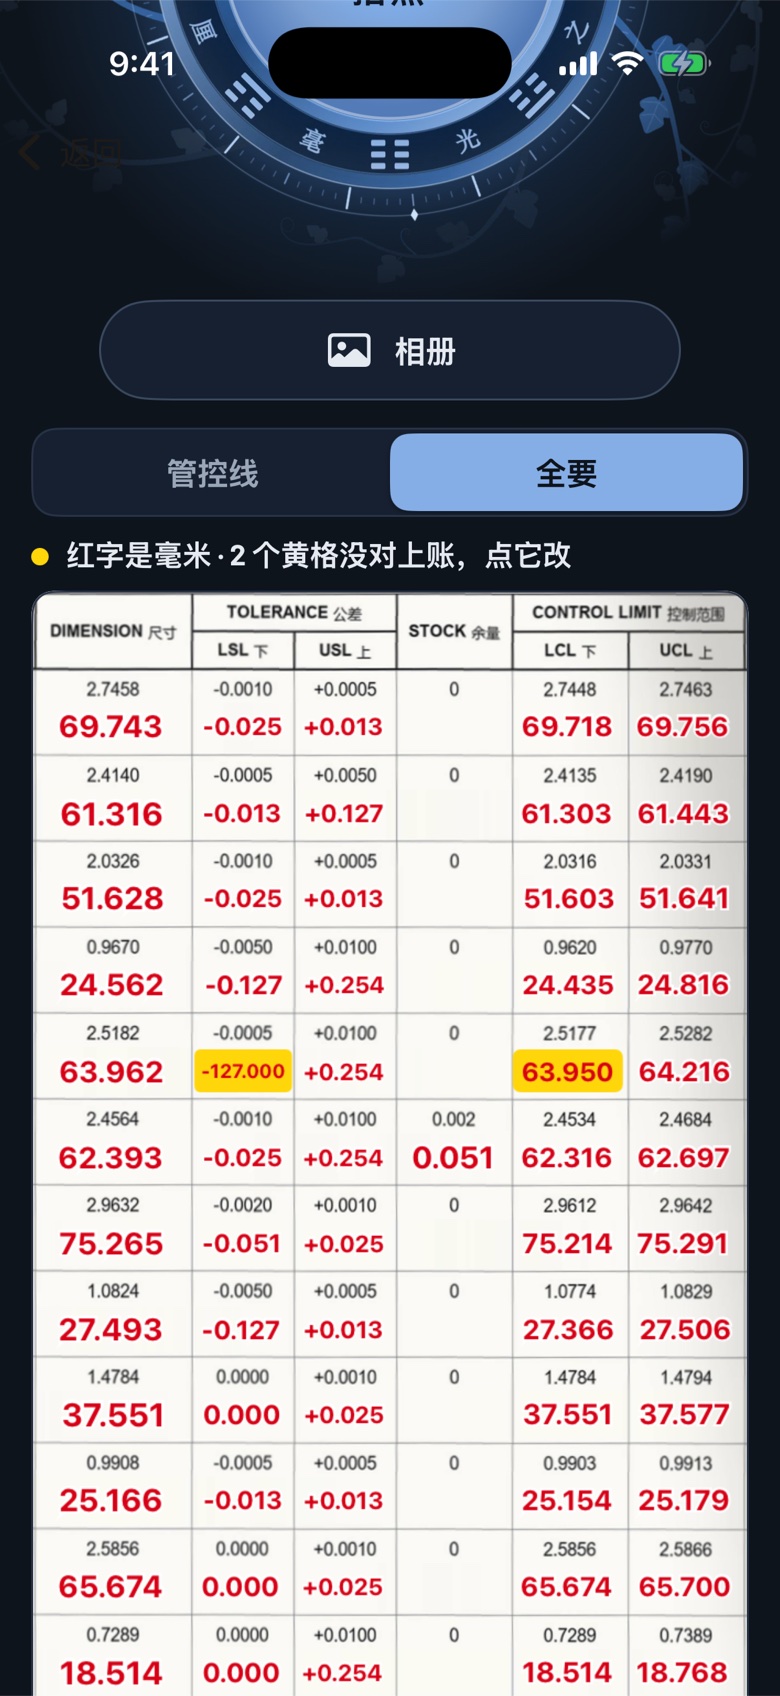 9:41
厘
毫
光
之
返回
相册
管控线 全要
红字是毫米·2 个黄格没对上账，点它改
DIMENSION 尺寸 TOLERANCE 公差 STOCK 余量 CONTROL LIMIT 控制范围
LSL 下 USL 上 LCL 下 UCL 上
2.7458 -0.0010 +0.0005 0 2.7448 2.7463
69.743 -0.025 +0.013 69.718 69.756
2.4140 -0.0005 +0.0050 0 2.4135 2.4190
61.316 -0.013 +0.127 61.303 61.443
2.0326 -0.0010 +0.0005 0 2.0316 2.0331
51.628 -0.025 +0.013 51.603 51.641
0.9670 -0.0050 +0.0100 0 0.9620 0.9770
24.562 -0.127 +0.254 24.435 24.816
2.5182 -0.0005 +0.0100 0 2.5177 2.5282
63.962 -127.000 +0.254 63.950 64.216
2.4564 -0.0010 +0.0100 0.002 2.4534 2.4684
62.393 -0.025 +0.254 0.051 62.316 62.697
2.9632 -0.0020 +0.0010 0 2.9612 2.9642
75.265 -0.051 +0.025 75.214 75.291
1.0824 -0.0050 +0.0005 0 1.0774 1.0829
27.493 -0.127 +0.013 27.366 27.506
1.4784 0.0000 +0.0010 0 1.4784 1.4794
37.551 0.000 +0.025 37.551 37.577
0.9908 -0.0005 +0.0005 0 0.9903 0.9913
25.166 -0.013 +0.013 25.154 25.179
2.5856 0.0000 +0.0010 0 2.5856 2.5866
65.674 0.000 +0.025 65.674 65.700
0.7289 0.0000 +0.0100 0 0.7289 0.7389
18.514 0.000 +0.254 18.514 18.768